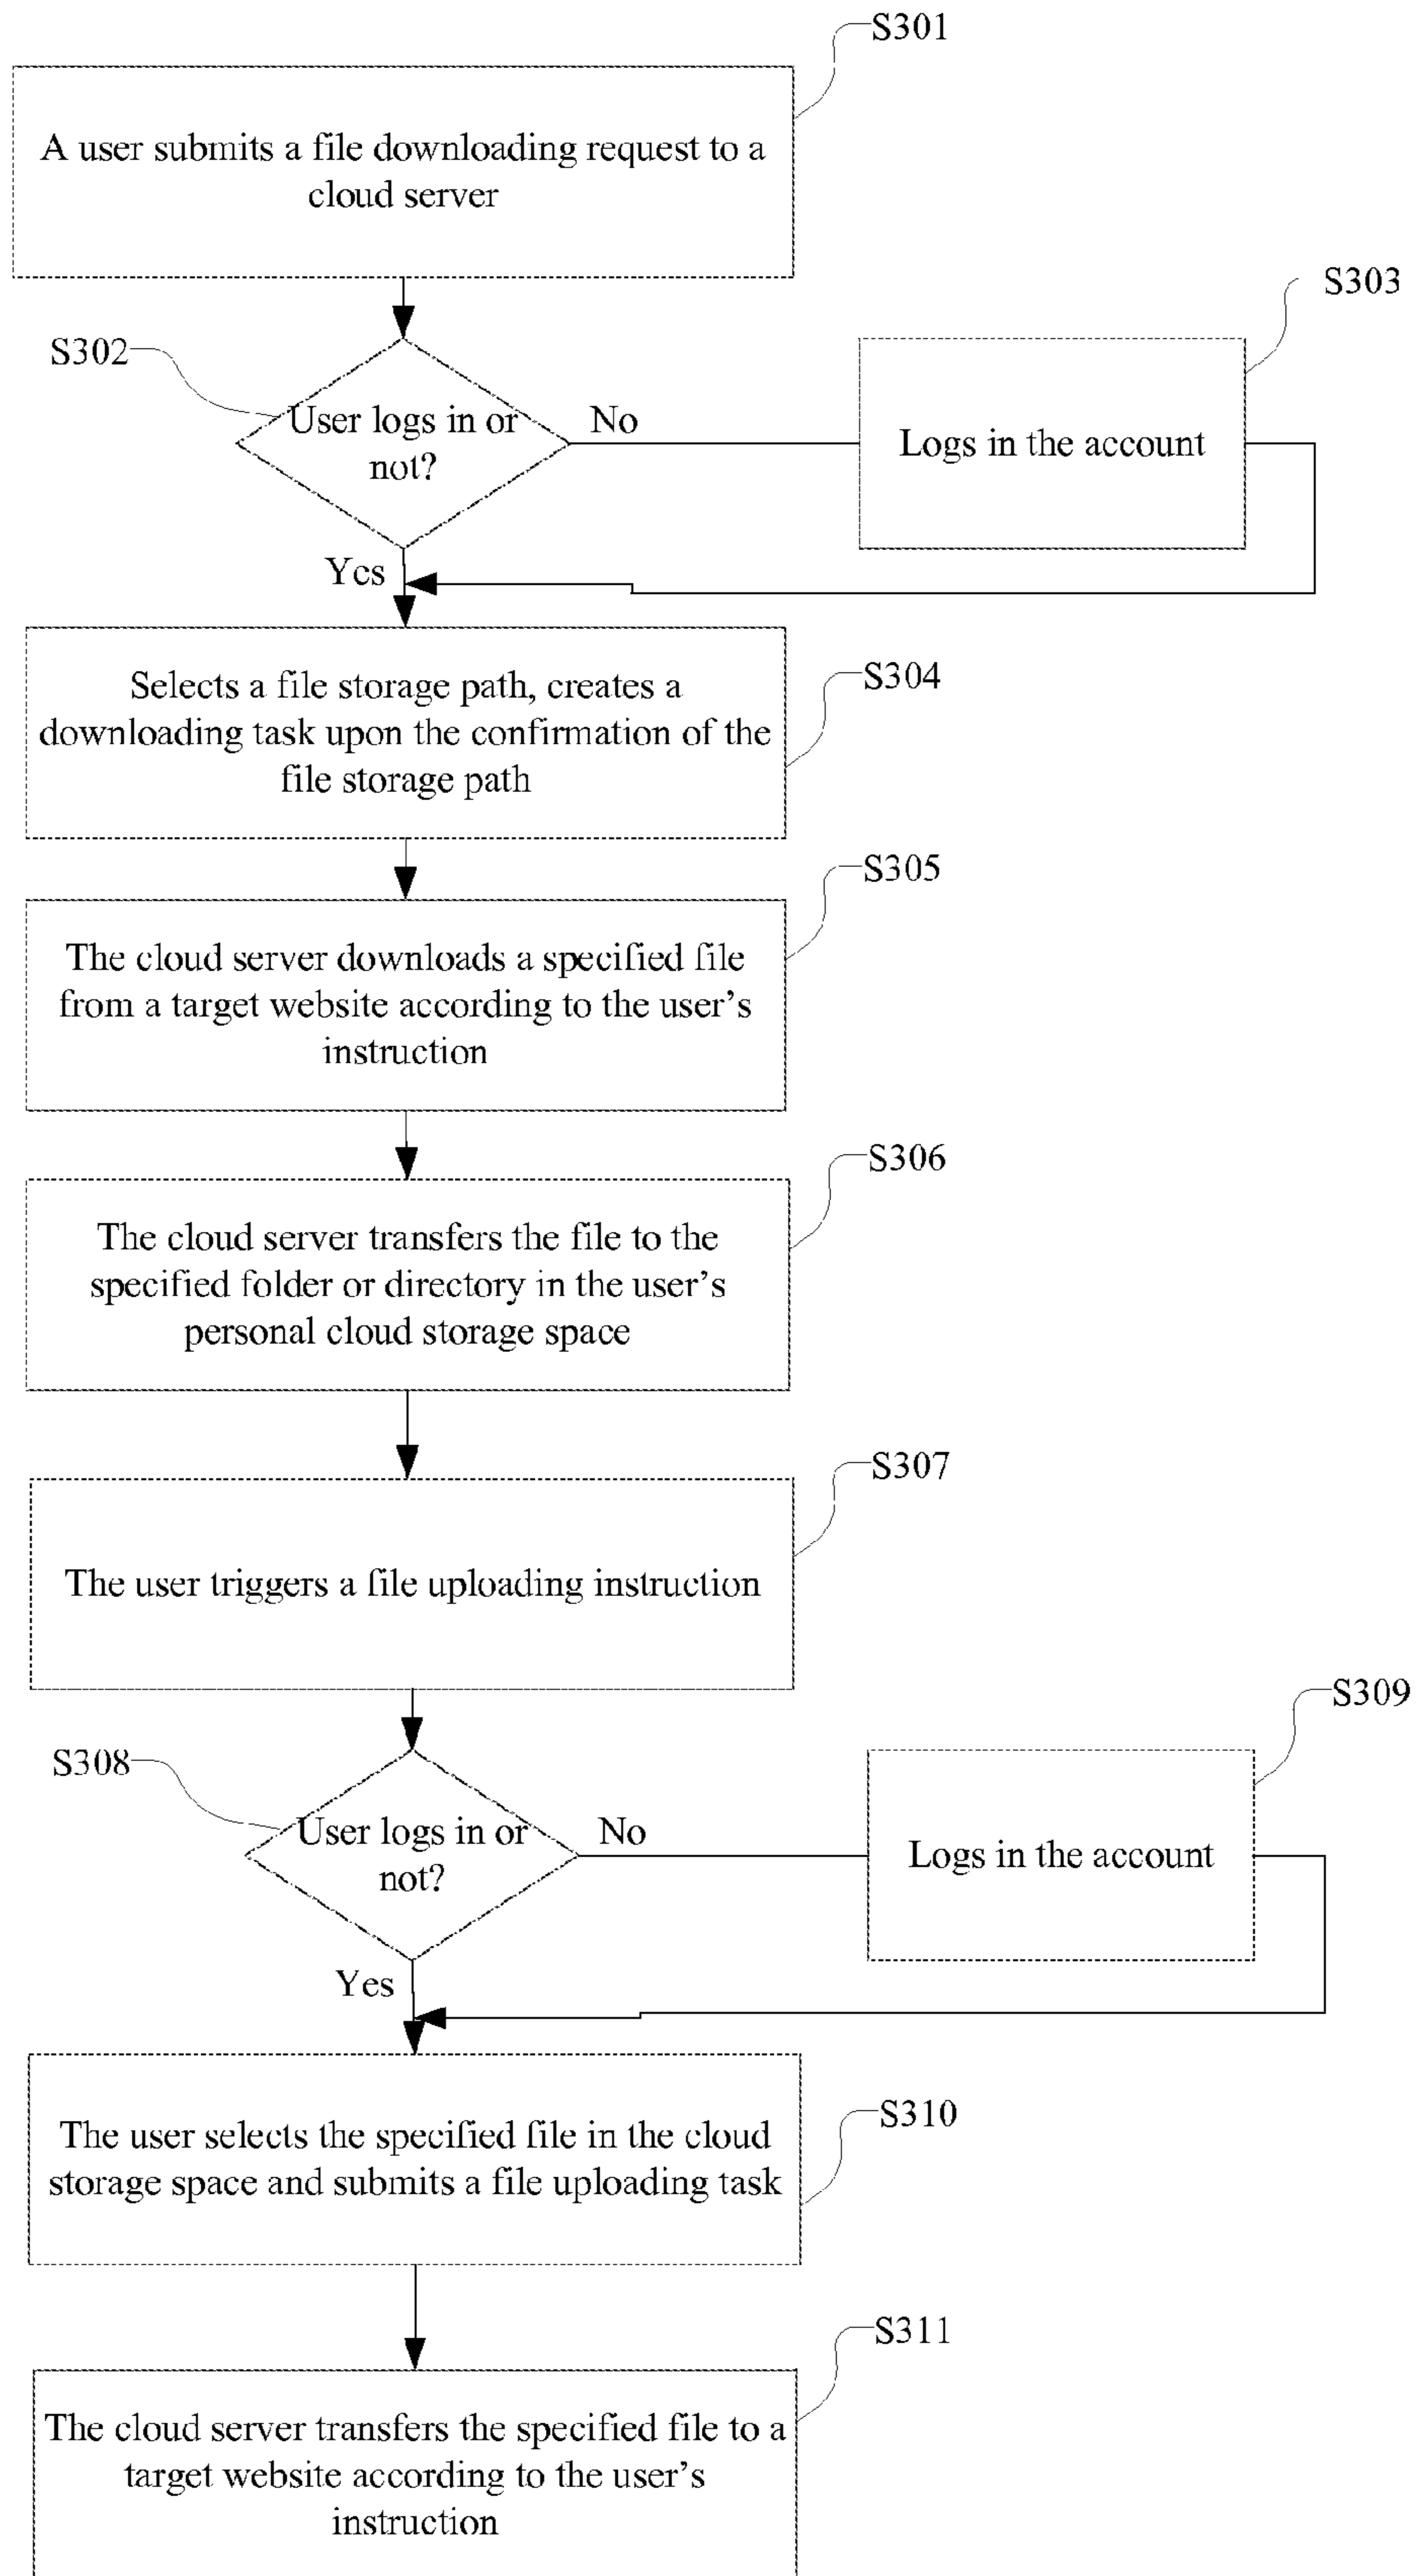 S301
A user submits a file downloading request to a
cloud server
S303
S302
User logs in or
not?
No
Logs in the account
Yes
Selects a file storage path, creates a
downloading task upon the confirmation of the
file storage path
S304
S305
The cloud server downloads a specified file
from a target website according to the user's
instruction
S306
The cloud server transfers the file to the
specified folder or directory in the user's
personal cloud storage space
S307
The user triggers a file uploading instruction
S309
S308
User logs in or
not?
No
Logs in the account
Yes
The user selects the specified file in the cloud
storage space and submits a file uploading task
S310
S311
The cloud server transfers the specified file to a
target website according to the user's
instruction